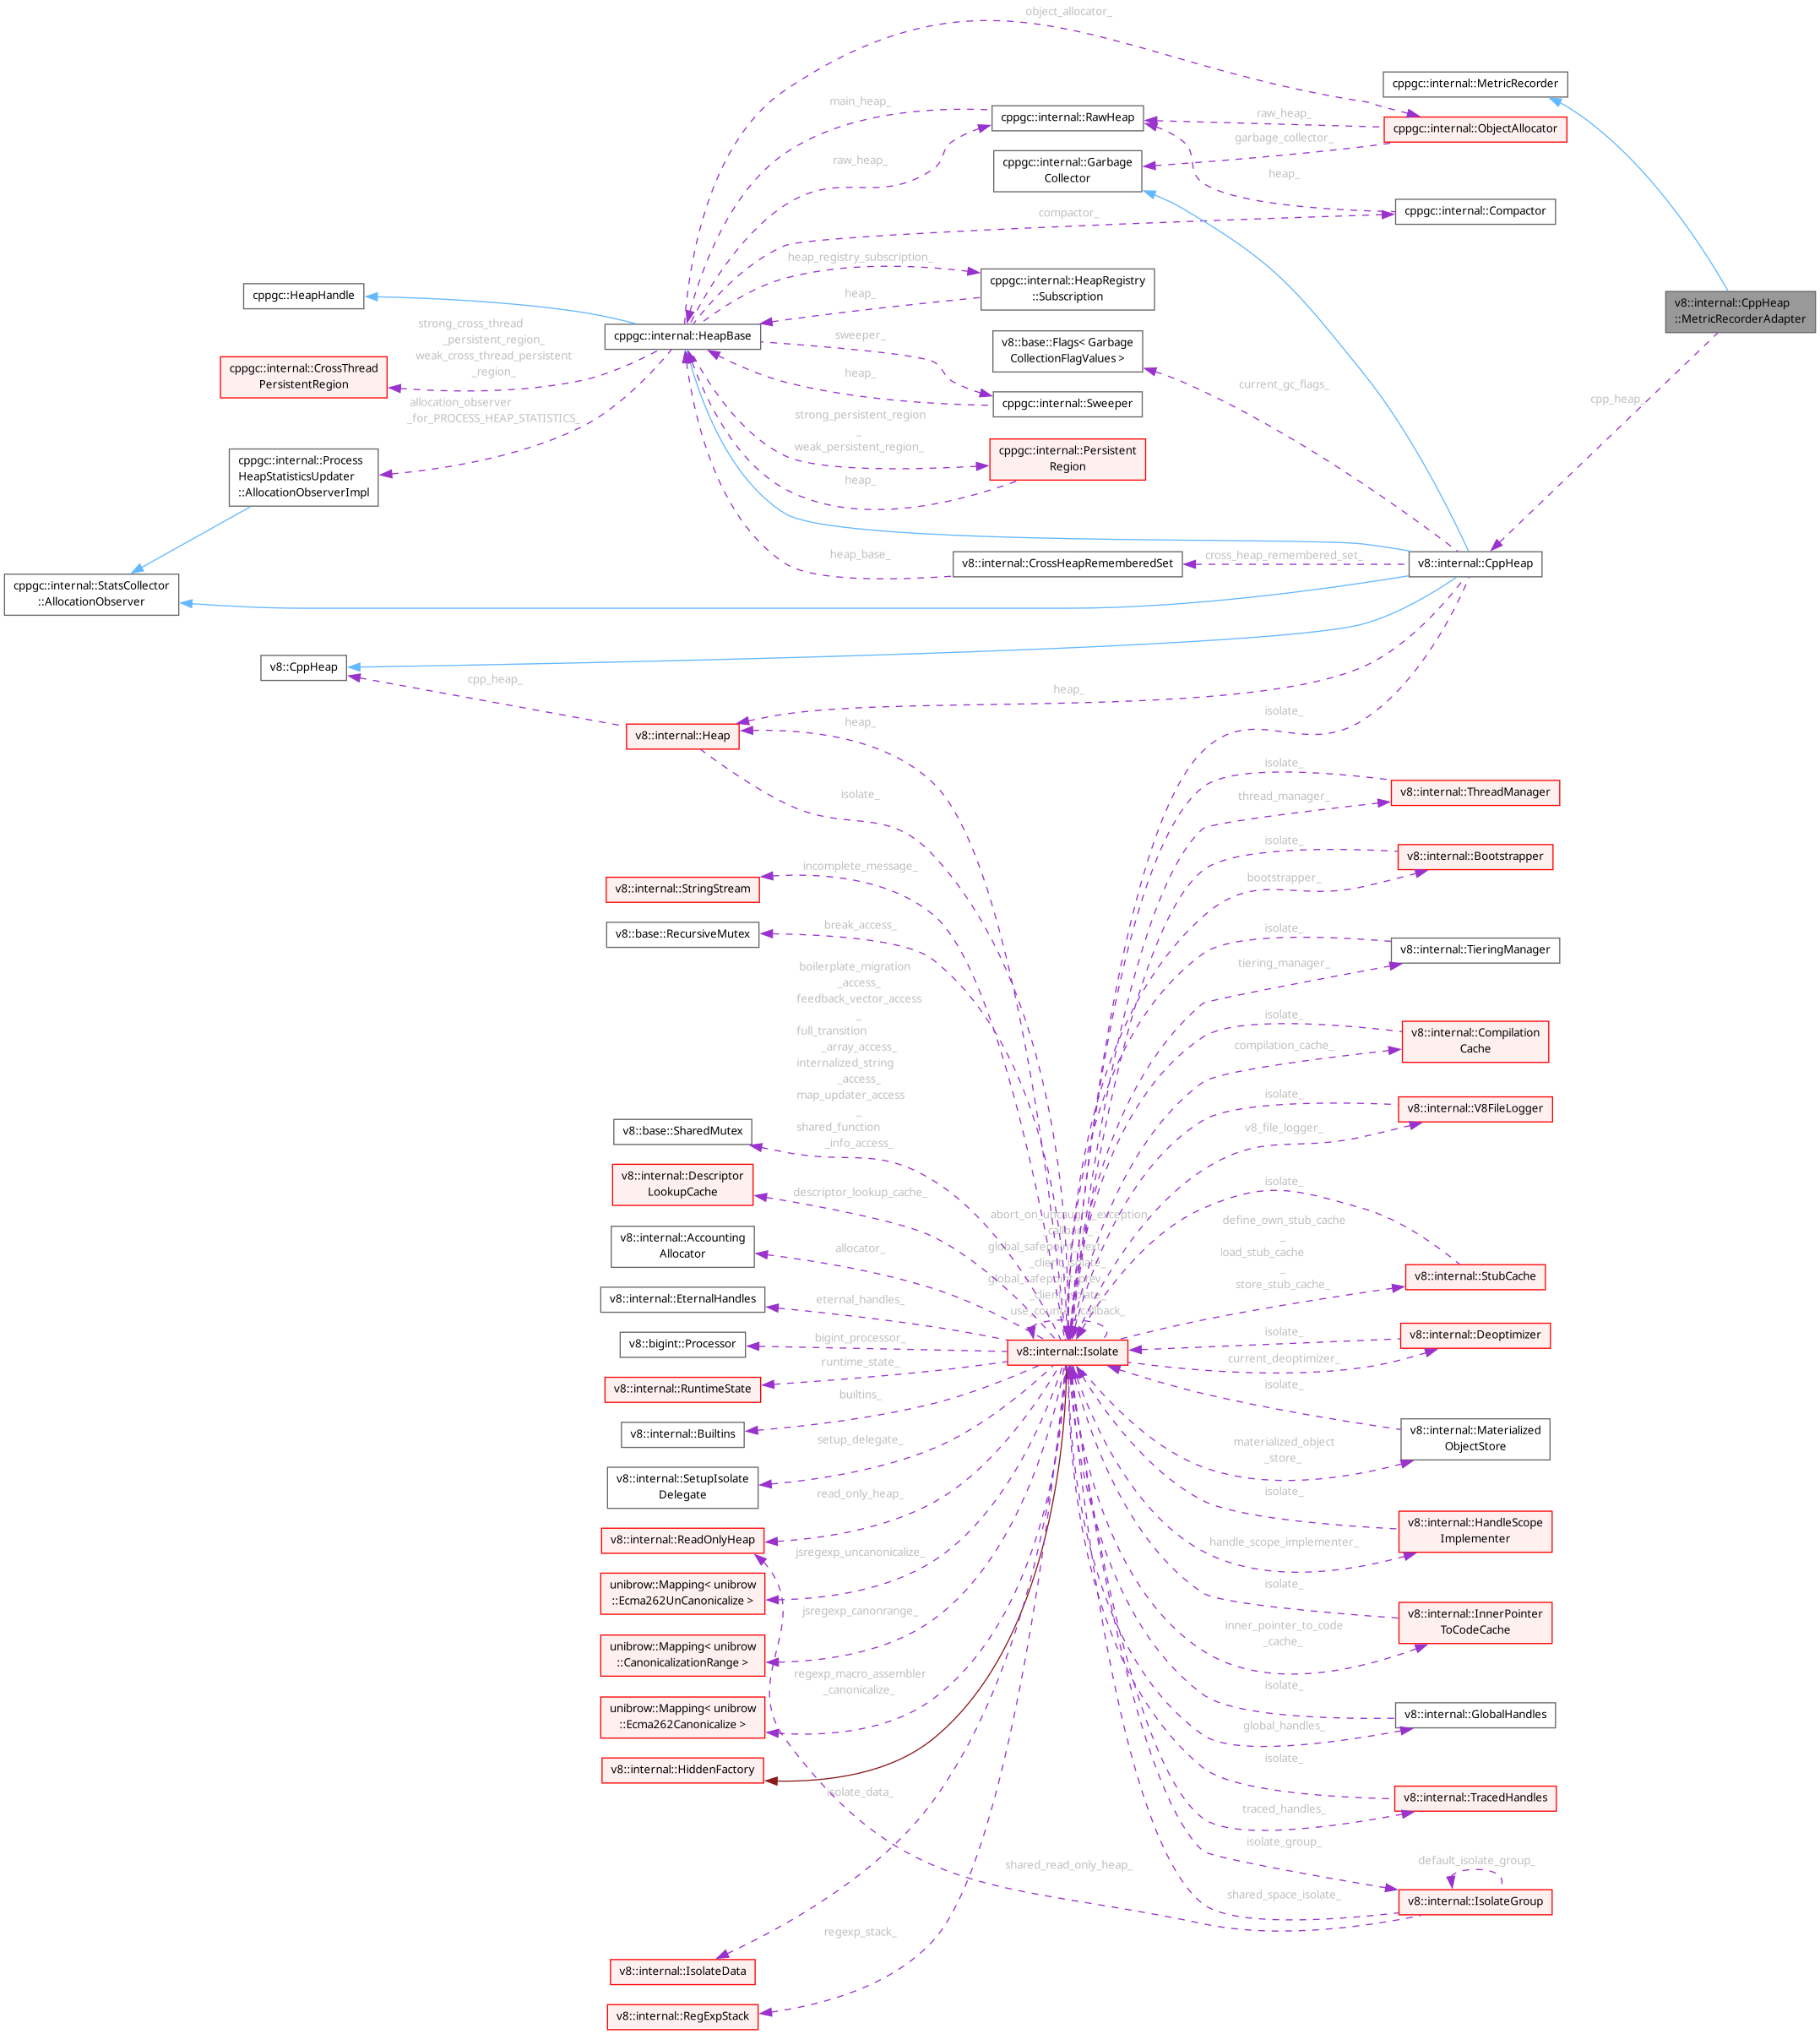 object_allocator_
cppgc::internal::MetricRecorder
main_heap_
cppgc::internal::RawHeap
raw_heap_
cppgc::internal::ObjectAllocator
garbage_collector_
raw_heap_
cppgc::internal::Garbage
Collector
heap_
compactor_
cppgc::internal::Compactor
heap_registry_subscription_
cppgc::internal::HeapRegistry
::Subscription
heap_
cppgc::HeapHandle
v8::internal::CppHeap
::MetricRecorderAdapter
cppgc::internal::HeapBase
strong_cross_thread
_persistent_region_
weak_cross_thread_persistent
_region_
cppgc::internal::CrossThread
PersistentRegion
sweeper_
v8::base::Flags< Garbage
CollectionFlagValues >
heap_
cppgc::internal::Sweeper
current_gc_flags_
cpp_heap_
allocation_observer
_for_PROCESS_HEAP_STATISTICS_
strong_persistent_region
_
weak_persistent_region_
cppgc::internal::Persistent
Region
heap_
cppgc::internal::Process
HeapStatisticsUpdater
::AllocationObserverImpl
heap_base_
v8::internal::CrossHeapRememberedSet
cross_heap_remembered_set_
v8::internal::CppHeap
cppgc::internal::StatsCollector
::AllocationObserver
v8::CppHeap
cpp_heap_
heap_
v8::internal::Heap
heap_
isolate_
isolate_
isolate_
thread_manager_
v8::internal::ThreadManager
isolate_
bootstrapper_
v8::internal::Bootstrapper
incomplete_message_
v8::internal::StringStream
break_access_
v8::base::RecursiveMutex
isolate_
tiering_manager_
v8::internal::TieringManager
boilerplate_migration
_access_
feedback_vector_access
_
full_transition
_array_access_
internalized_string
_access_
map_updater_access
_
shared_function
_info_access_
v8::base::SharedMutex
isolate_
compilation_cache_
v8::internal::Compilation
Cache
isolate_
v8_file_logger_
v8::internal::V8FileLogger
v8::internal::Descriptor
LookupCache
descriptor_lookup_cache_
isolate_
abort_on_uncaught_exception
_callback_
global_safepoint_next
_client_isolate_
global_safepoint_prev
_client_isolate_
use_counter_callback_
define_own_stub_cache
_
load_stub_cache
_
store_stub_cache_
v8::internal::StubCache
v8::internal::Accounting
Allocator
allocator_
v8::internal::EternalHandles
eternal_handles_
v8::bigint::Processor
bigint_processor_
v8::internal::Isolate
isolate_
current_deoptimizer_
v8::internal::Deoptimizer
v8::internal::RuntimeState
runtime_state_
isolate_
v8::internal::Builtins
builtins_
materialized_object
_store_
v8::internal::Materialized
ObjectStore
v8::internal::SetupIsolate
Delegate
setup_delegate_
isolate_
v8::internal::ReadOnlyHeap
read_only_heap_
handle_scope_implementer_
v8::internal::HandleScope
Implementer
unibrow::Mapping< unibrow
::Ecma262UnCanonicalize >
jsregexp_uncanonicalize_
isolate_
inner_pointer_to_code
_cache_
v8::internal::InnerPointer
ToCodeCache
unibrow::Mapping< unibrow
::CanonicalizationRange >
jsregexp_canonrange_
isolate_
global_handles_
v8::internal::GlobalHandles
unibrow::Mapping< unibrow
::Ecma262Canonicalize >
regexp_macro_assembler
_canonicalize_
v8::internal::HiddenFactory
isolate_
traced_handles_
v8::internal::TracedHandles
isolate_data_
isolate_group_
default_isolate_group_
shared_read_only_heap_
shared_space_isolate_
v8::internal::IsolateGroup
regexp_stack_
v8::internal::IsolateData
v8::internal::RegExpStack